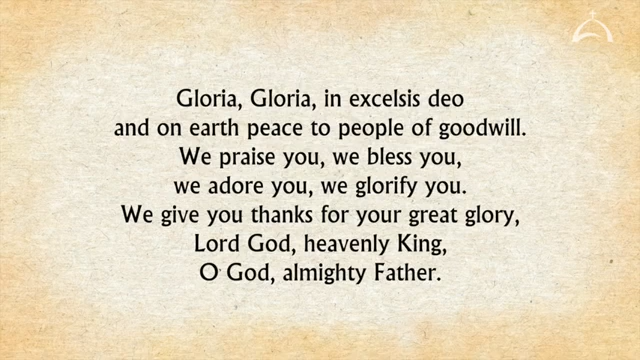 Gloria, Gloria, in excelsis deo
and on earth peace to people of goodwill.
We praise you, we bless you,
we adore you, we glorify you.
We give you thanks for your great glory,
Lord God, heavenly King,
O God, almighty Father.